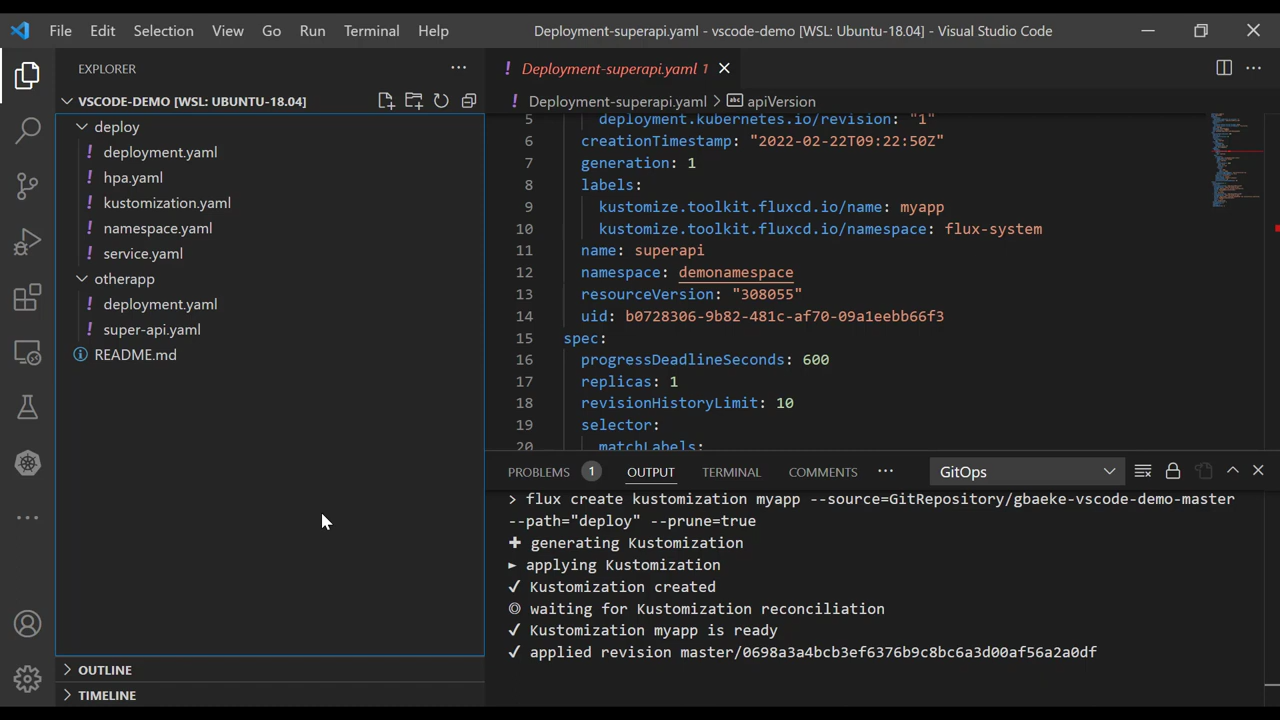 File Edit Selection View Go Run Terminal Help
Deployment-superapi.yaml - vscode-demo [WSL: Ubuntu-18.04] - Visual Studio Code
EXPLORER
VSCODE-DEMO [WSL: UBUNTU-18.04]
deploy
! deployment.yaml
! hpa.yaml
! kustomization.yaml
! namespace.yaml
! service.yaml
otherapp
! deployment.yaml
! super-api.yaml
README.md
OUTLINE
TIMELINE
! Deployment-superapi.yaml 1
! Deployment-superapi.yaml > abc apiVersion
5 deployment.kubernetes.io/revision: "1"
6 creationTimestamp: "2022-02-22T09:22:50Z"
7 generation: 1
8 labels:
9 kustomize.toolkit.fluxcd.io/name: myapp
10 kustomize.toolkit.fluxcd.io/namespace: flux-system
11 name: superapi
12 namespace: demonamespace
13 resourceVersion: "308055"
14 uid: b0728306-9b82-481c-af70-09a1eebb66f3
15 spec:
16 progressDeadlineSeconds: 600
17 replicas: 1
18 revisionHistoryLimit: 10
19 selector:
20 matchLabels:
PROBLEMS 1 OUTPUT TERMINAL COMMENTS ··· GitOps
> flux create kustomization myapp --source=GitRepository/gbaeke-vscode-demo-master
--path="deploy" --prune=true
✚ generating Kustomization
► applying Kustomization
✔ Kustomization created
◎ waiting for Kustomization reconciliation
✔ Kustomization myapp is ready
✔ applied revision master/0698a3a4bcb3ef6376b9c8bc6a3d00af56a2a0df